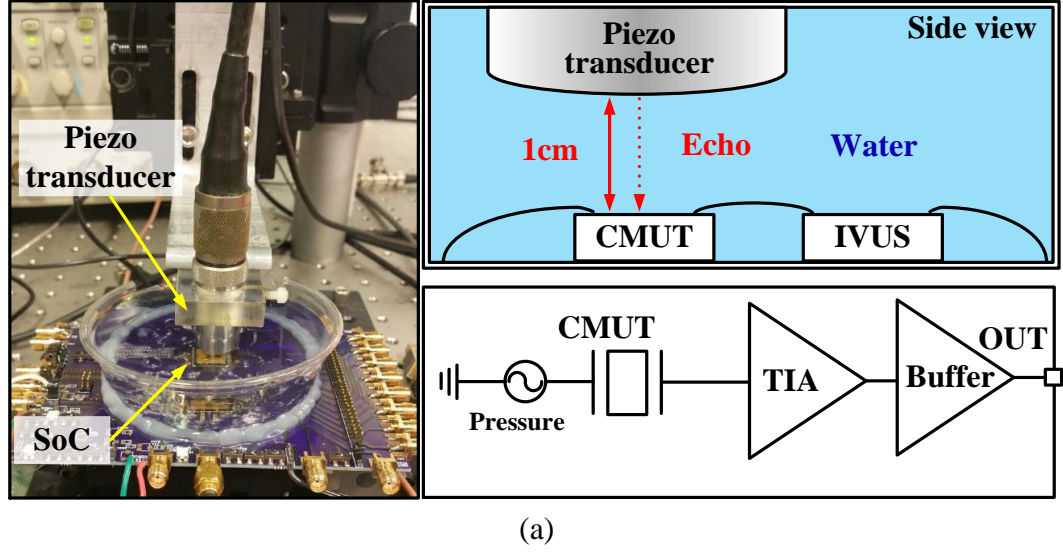 Piezo
transducer
SoC
Piezo
transducer
Side view
1cm
Echo
Water
CMUT
IVUS
CMUT
Pressure
TIA
Buffer
OUT
(a)